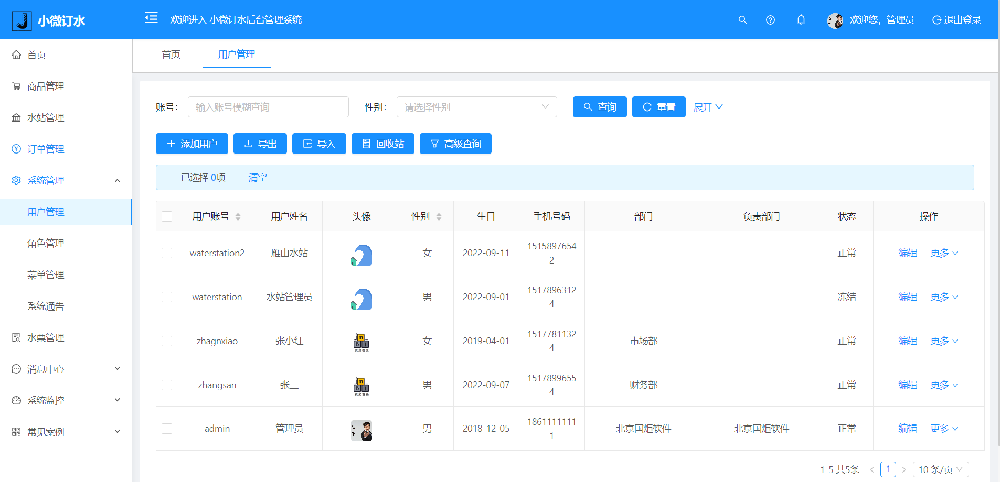 小微订水
欢迎进入 小微订水后台管理系统
欢迎您，管理员
退出登录
首页
商品管理
水站管理
订单管理
系统管理
用户管理
角色管理
菜单管理
系统通告
水票管理
消息中心
系统监控
常见案例
首页 用户管理
账号： 输入账号模糊查询 性别： 请选择性别 查询 重置 展开
添加用户 导出 导入 回收站 高级查询
已选择 0项 清空
用户账号 用户姓名 头像 性别 生日 手机号码 部门 负责部门 状态 操作
waterstation2 雁山水站 女 2022-09-11 1515897654 正常 编辑 更多
2
waterstation 水站管理员 男 2022-09-01 1517896312 冻结 编辑 更多
4
zhagnxiao 张小红 女 2019-04-01 1517781132 市场部 正常 编辑 更多
4
zhangsan 张三 男 2022-09-07 1517899655 财务部 正常 编辑 更多
4
admin 管理员 男 2018-12-05 1861111111 北京国炬软件 北京国炬软件 正常 编辑 更多
1
1-5 共5条 < 1 > 10 条/页